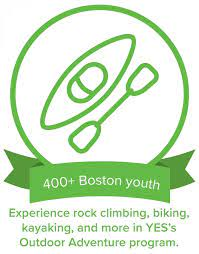 400+ Boston youth
Experience rock climbing, biking,
kayaking, and more in YES's
Outdoor Adventure program.